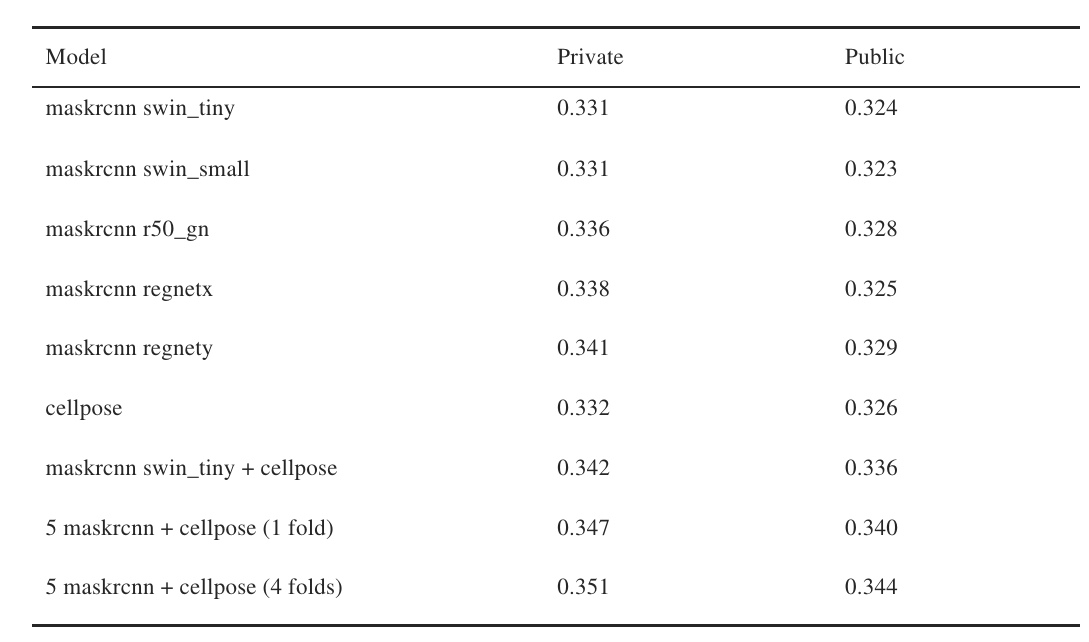 Model Private Public
maskrcnn swin_tiny 0.331 0.324
maskrcnn swin_small 0.331 0.323
maskrcnn r50_gn 0.336 0.328
maskrcnn regnetx 0.338 0.325
maskrcnn regnety 0.341 0.329
cellpose 0.332 0.326
maskrcnn swin_tiny + cellpose 0.342 0.336
5 maskrcnn + cellpose (1 fold) 0.347 0.340
5 maskrcnn + cellpose (4 folds) 0.351 0.344